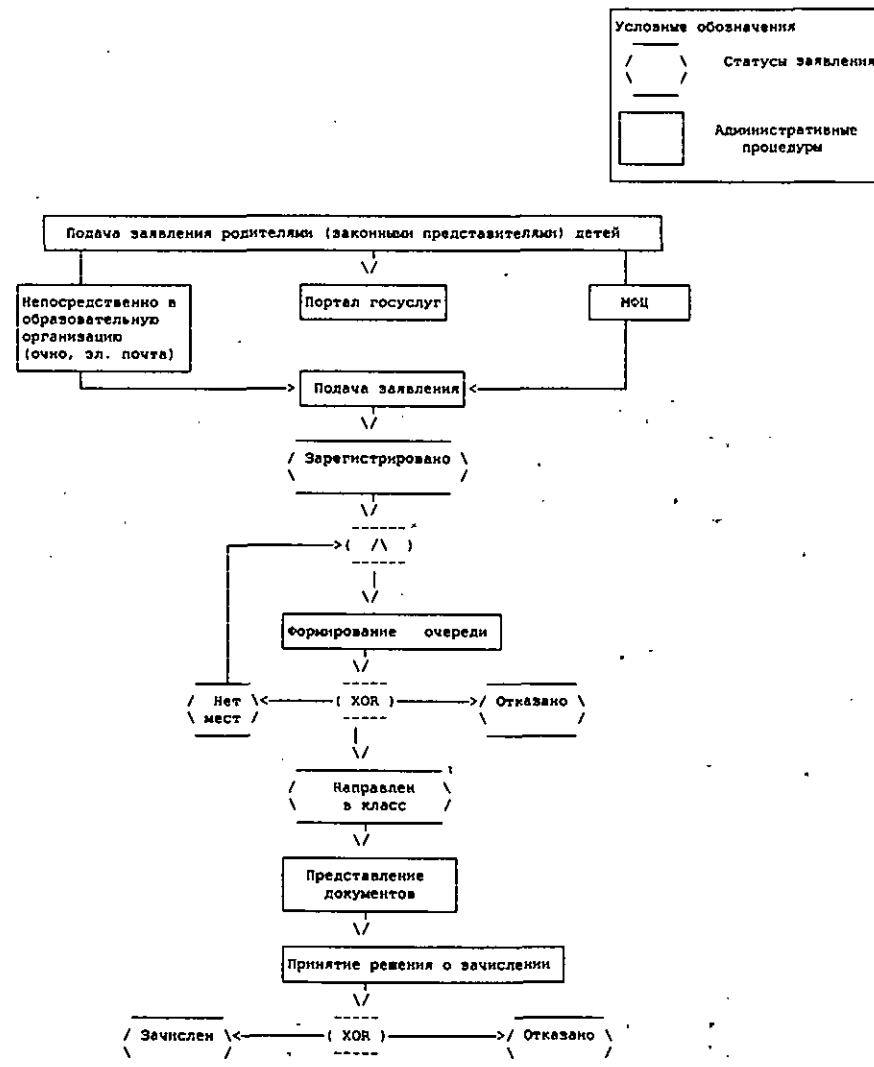 Условные обозначения
Статусы заявления
Административные
процедуры
Подача заявления родителями (законными представителями) детей
Непосредственно в
образовательную
организацию
(очно, эл. почта)
Портал госуслуг
МОЦ
Подача заявления
Зарегистрировано
Формирование очереди
Нет
мест
( XOR )
Отказано
Направлен
в класс
Представление
документов
Принятие решения о зачислении
Зачислен
( XOR )
Отказано